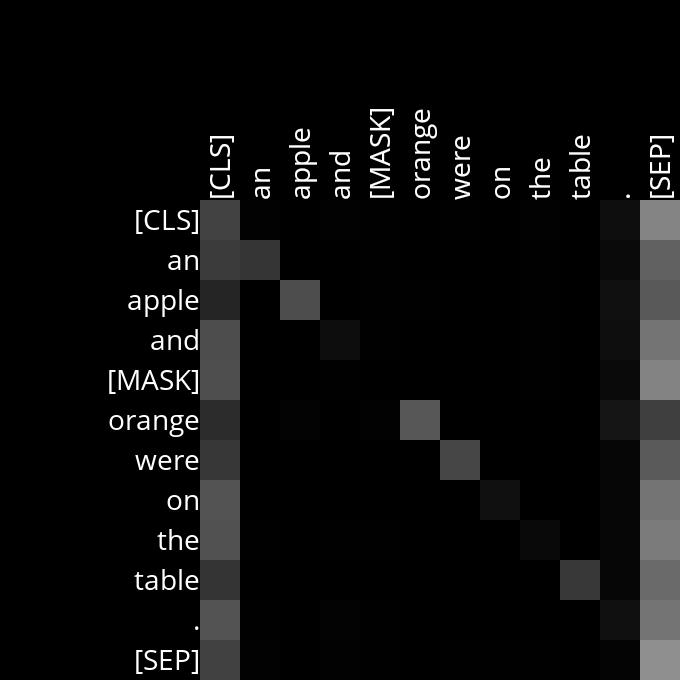 [CLS] an apple and [MASK] orange were on the table . [SEP]
[CLS]
an
apple
and
[MASK]
orange
were
on
the
table
.
[SEP]